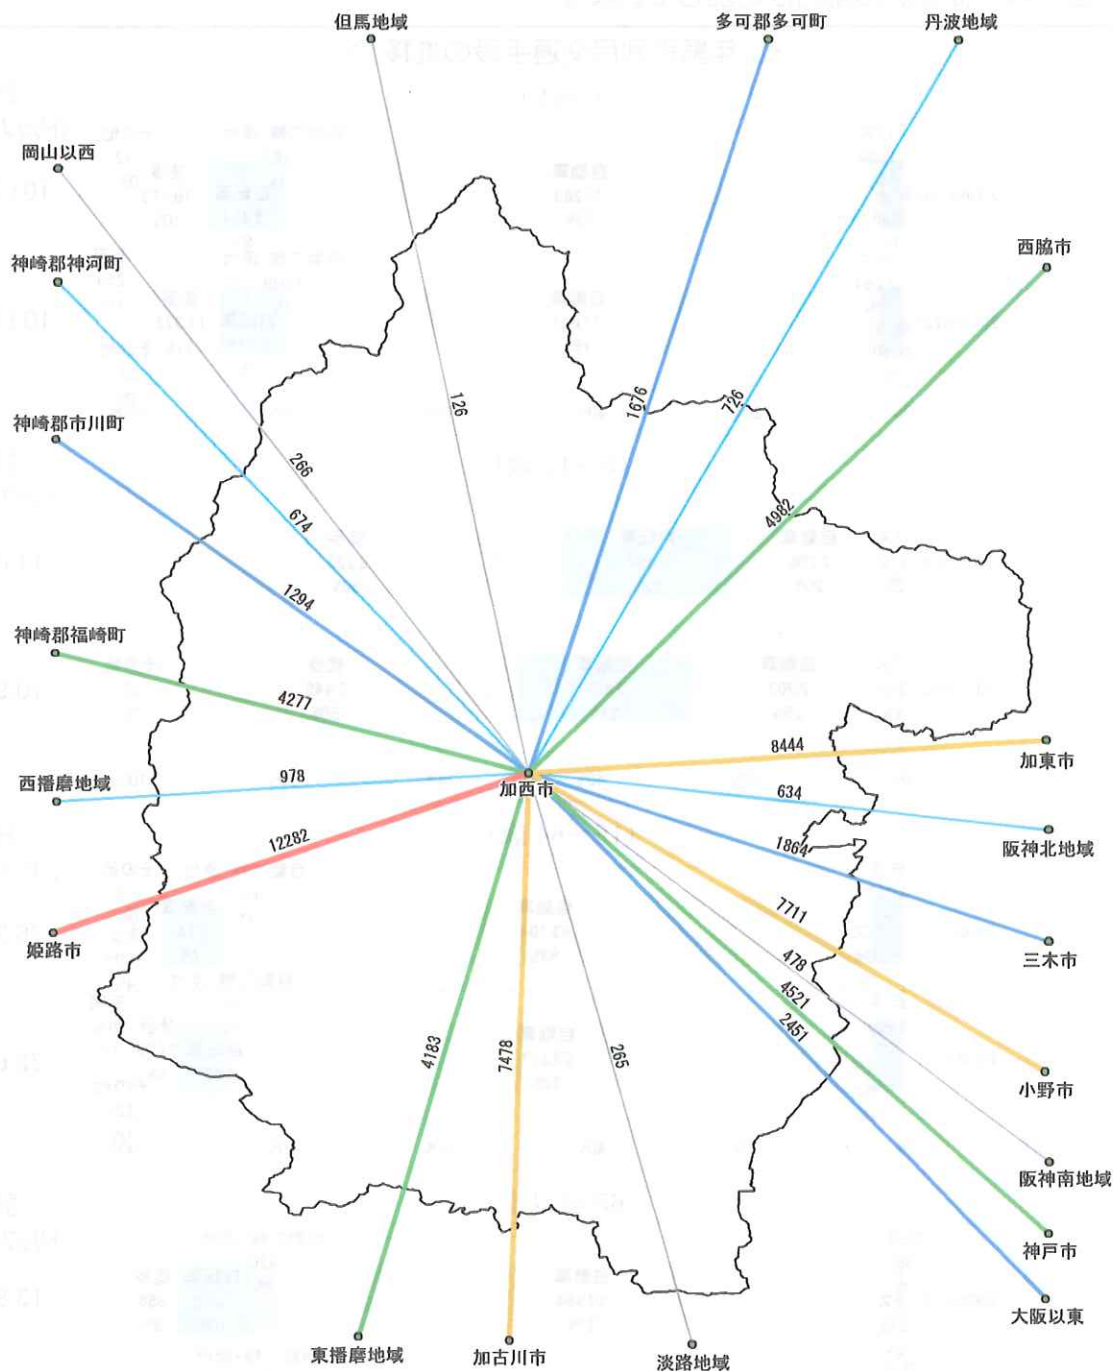 但馬地域
多可郡多可町
丹波地域
岡山以西
西脇市
神崎郡神河町
126
1676
726
神崎郡市川町
266
4982
674
1294
神崎郡福崎町
4277
8444
加東市
西播磨地域
978
加西市
634
阪神北地域
12282
1864
姫路市
7711
三木市
478
4521
2451
4183
7478
265
小野市
阪神南地域
神戸市
大阪以東
東播磨地域
加古川市
淡路地域